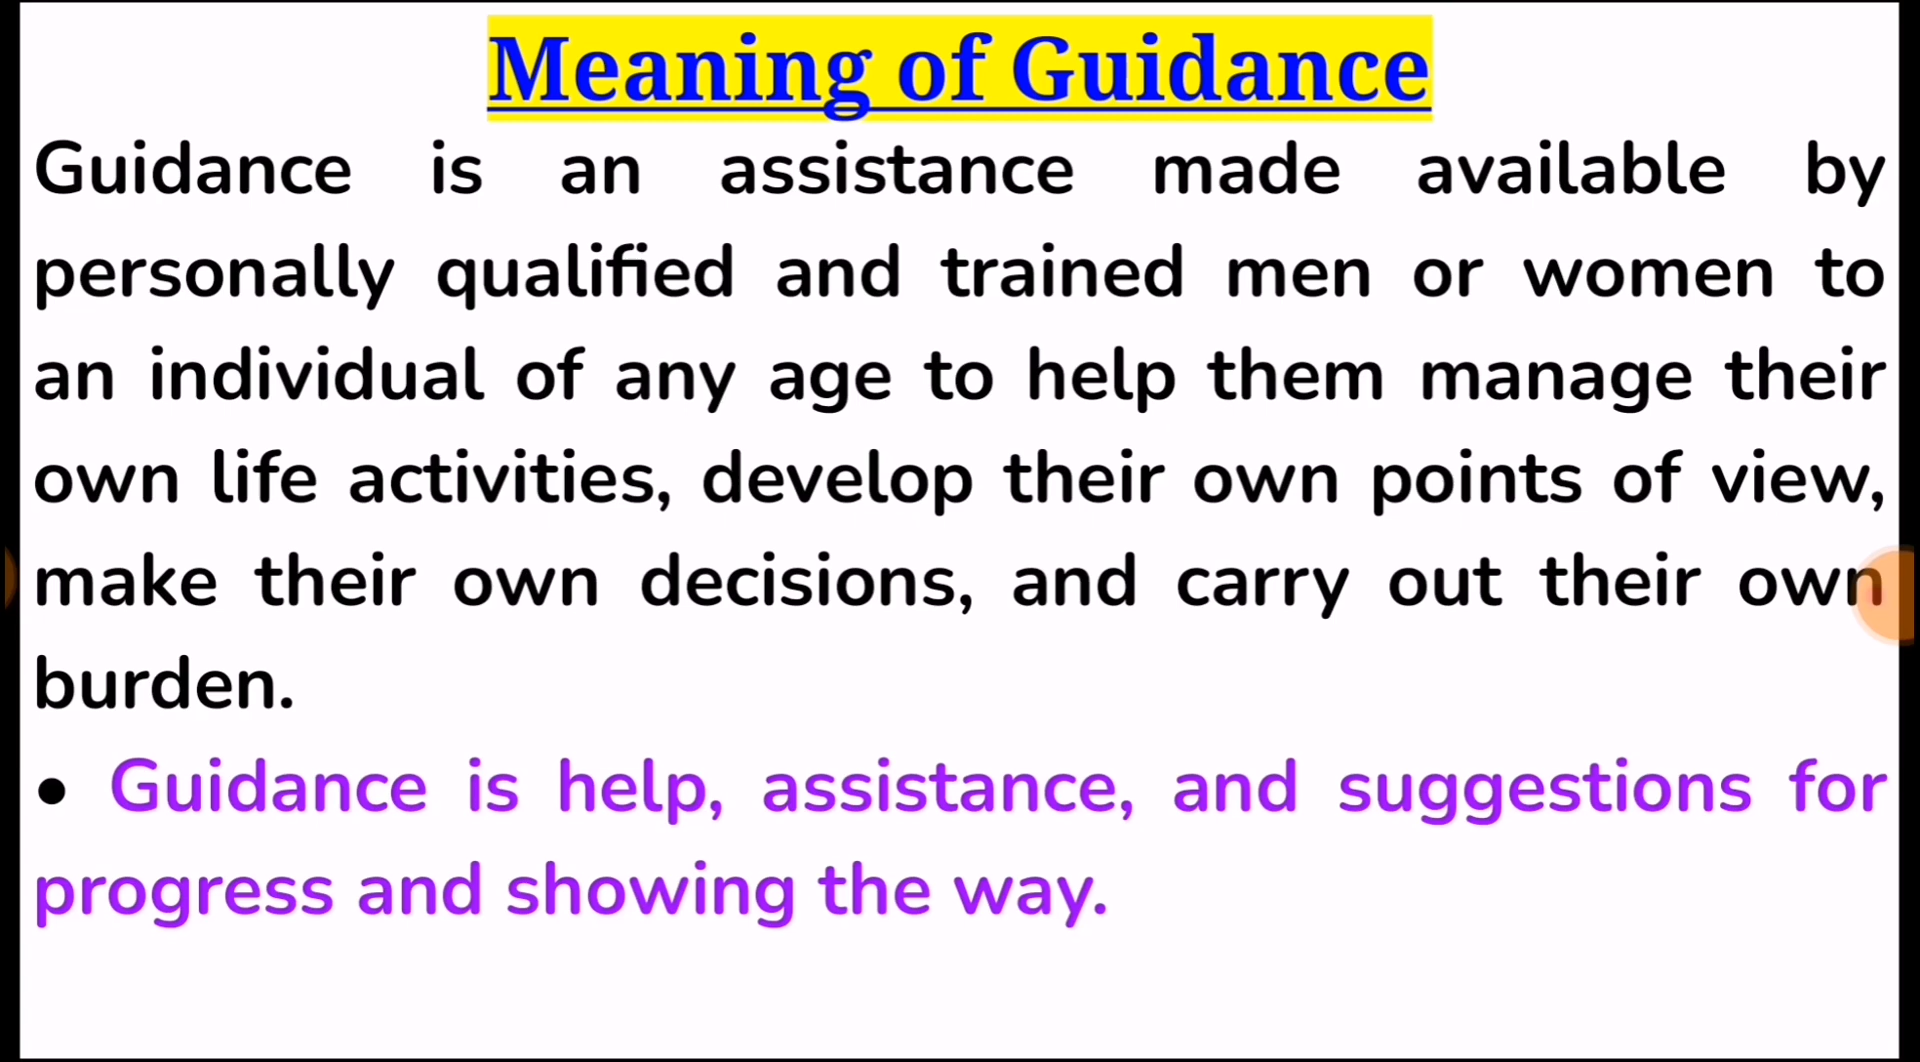 Meaning of Guidance
Guidance is an assistance made available by
personally qualified and trained men or women to
an individual of any age to help them manage their
own life activities, develop their own points of view,
make their own decisions, and carry out their own
burden.
• Guidance is help, assistance, and suggestions for
progress and showing the way.